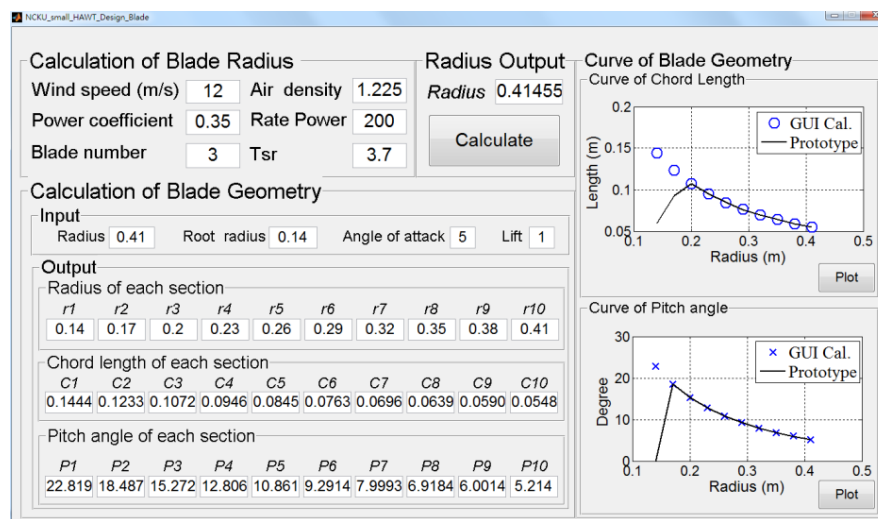 NCKU_small_HAWT_Design_Blade
Calculation of Blade Radius
Wind speed (m/s) 12 Air density 1.225
Power coefficient 0.35 Rate Power 200
Blade number 3 Tsr 3.7
Radius Output
Radius 0.41455
Calculate
Calculation of Blade Geometry
Input
Radius 0.41 Root radius 0.14 Angle of attack 5 Lift 1
Output
Radius of each section
r1 r2 r3 r4 r5 r6 r7 r8 r9 r10
0.14 0.17 0.2 0.23 0.26 0.29 0.32 0.35 0.38 0.41
Chord length of each section
C1 C2 C3 C4 C5 C6 C7 C8 C9 C10
0.1444 0.1233 0.1072 0.0946 0.0845 0.0763 0.0696 0.0639 0.0590 0.0548
Pitch angle of each section
P1 P2 P3 P4 P5 P6 P7 P8 P9 P10
22.819 18.487 15.272 12.806 10.861 9.2914 7.9993 6.9184 6.0014 5.214
Curve of Blade Geometry
Curve of Chord Length
0.2
0.15
0.1
0.05
Length (m)
GUI Cal.
Prototype
0.1 0.2 0.3 0.4 0.5
Radius (m)
Plot
Curve of Pitch angle
30
20
10
0
Degree
GUI Cal.
Prototype
0.1 0.2 0.3 0.4 0.5
Radius (m)
Plot